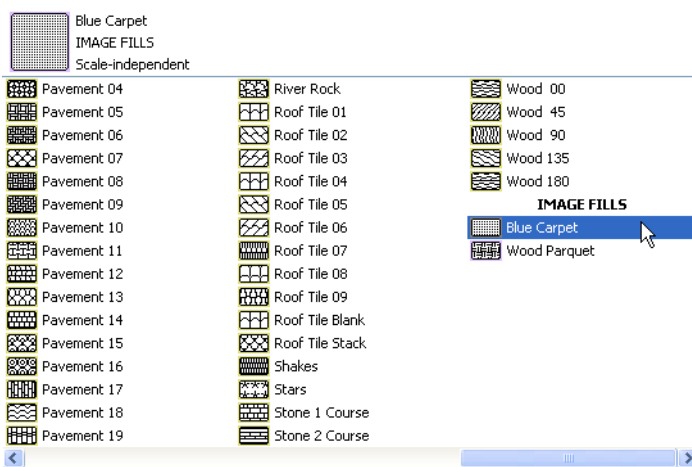 Blue Carpet
IMAGE FILLS
Scale-independent
Pavement 04
Pavement 05
Pavement 06
Pavement 07
Pavement 08
Pavement 09
Pavement 10
Pavement 11
Pavement 12
Pavement 13
Pavement 14
Pavement 15
Pavement 16
Pavement 17
Pavement 18
Pavement 19
River Rock
Roof Tile 01
Roof Tile 02
Roof Tile 03
Roof Tile 04
Roof Tile 05
Roof Tile 06
Roof Tile 07
Roof Tile 08
Roof Tile 09
Roof Tile Blank
Roof Tile Stack
Shakes
Stars
Stone 1 Course
Stone 2 Course
Wood  00
Wood  45
Wood  90
Wood 135
Wood 180
IMAGE FILLS
Blue Carpet
Wood Parquet